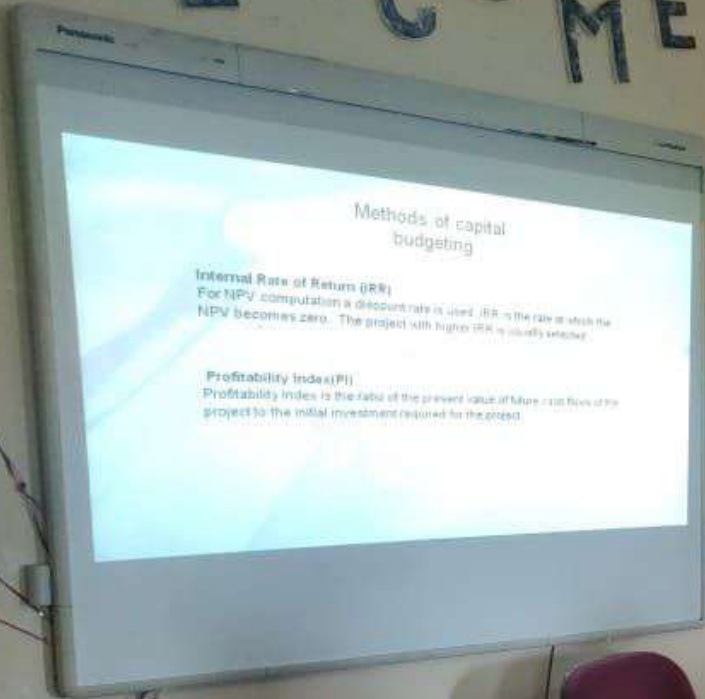 C O M E
Panasonic
Methods of capital
budgeting
Internal Rate of Return (IRR)
For NPV computation a discount rate is used. IRR is the rate at which the
NPV becomes zero. The project with higher IRR is usually selected
Profitability Index(PI)
Profitability Index is the ratio of the present value of future cash flows of the
project to the initial investment required for the project